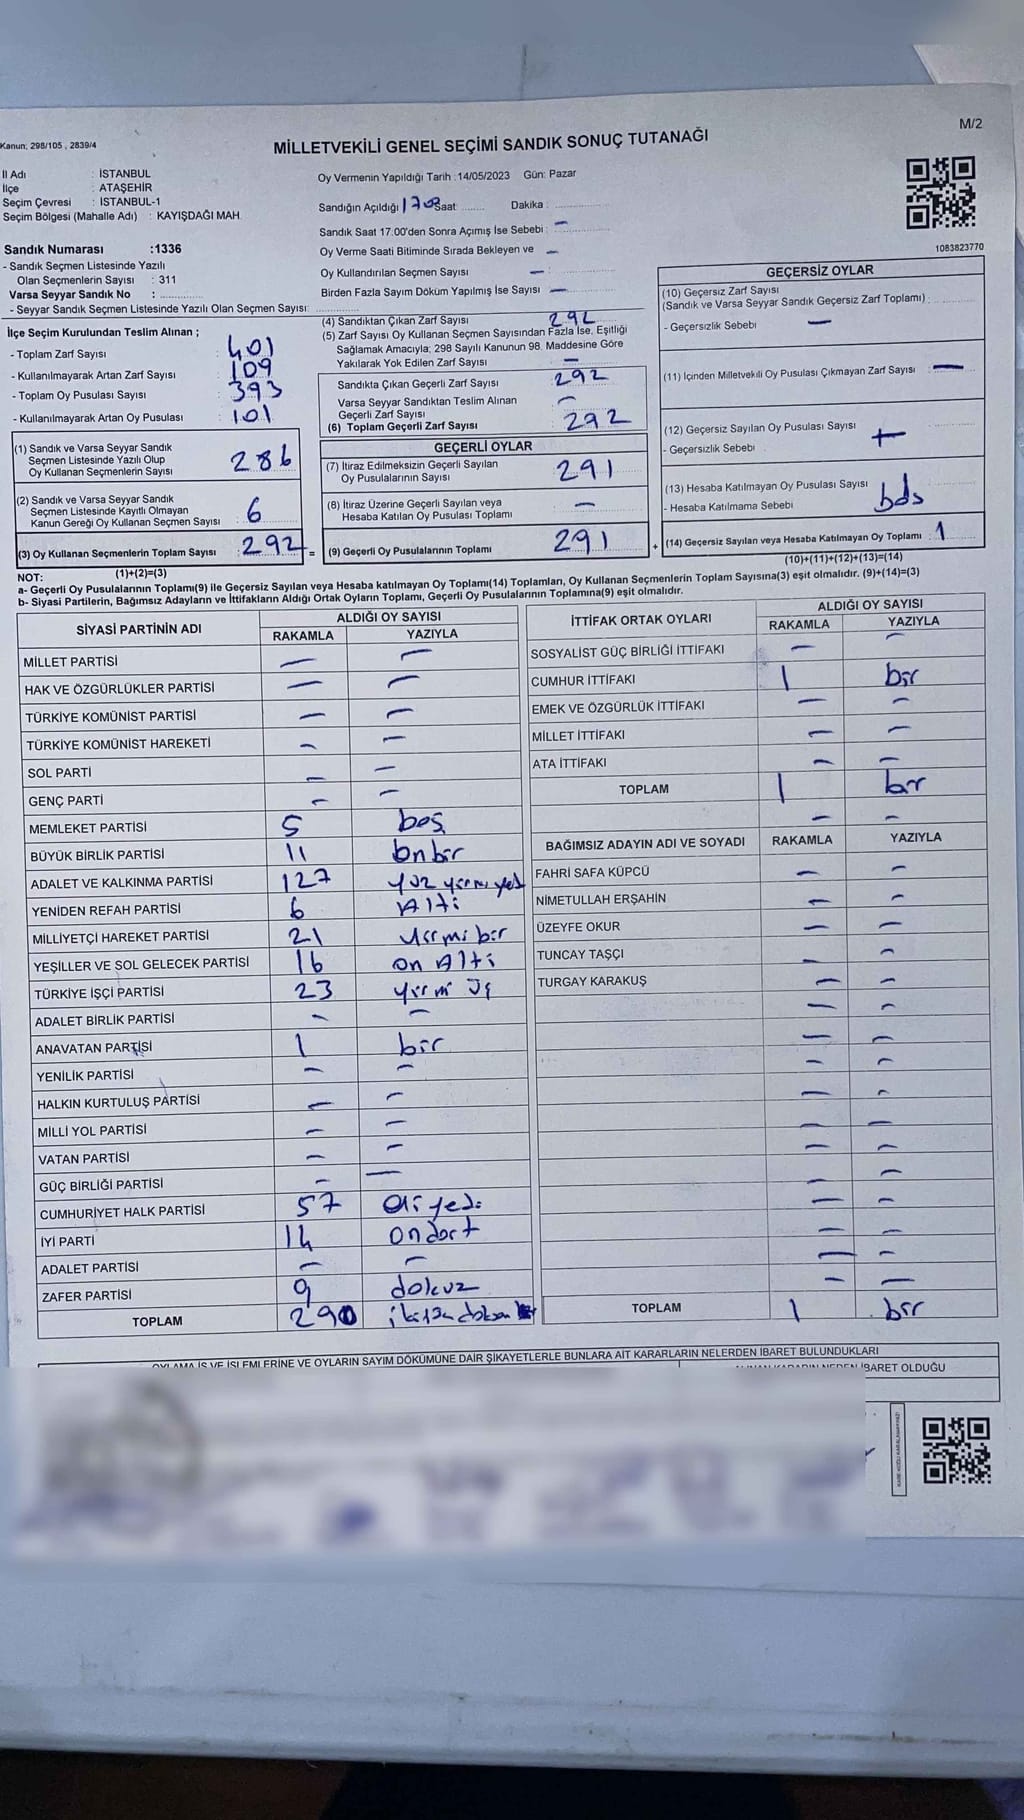 M/2
Kanun; 298/105 , 2839/4
MİLLETVEKİLİ GENEL SEÇİMİ SANDIK SONUÇ TUTANAĞI
İl Adı : İSTANBUL
İlçe : ATAŞEHİR
Seçim Çevresi : İSTANBUL-1
Seçim Bölgesi (Mahalle Adı) : KAYIŞDAĞI MAH.
Sandık Numarası :1336
- Sandık Seçmen Listesinde Yazılı
Olan Seçmenlerin Sayısı : 311
Varsa Seyyar Sandık No :
- Seyyar Sandık Seçmen Listesinde Yazılı Olan Seçmen Sayısı:
Oy Vermenin Yapıldığı Tarih :14/05/2023 Gün: Pazar
Sandığın Açıldığı 1708 Saat: Dakika :
Sandık Saat 17.00'den Sonra Açımış İse Sebebi : —
Oy Verme Saati Bitiminde Sırada Bekleyen ve —
Oy Kullandırılan Seçmen Sayısı — :
Birden Fazla Sayım Döküm Yapılmış İse Sayısı —
1083823770
İlçe Seçim Kurulundan Teslim Alınan ;
- Toplam Zarf Sayısı : 401
- Kullanılmayarak Artan Zarf Sayısı : 109
- Toplam Oy Pusulası Sayısı : 393
- Kullanılmayarak Artan Oy Pusulası : 101
(1) Sandık ve Varsa Seyyar Sandık
Seçmen Listesinde Yazılı Olup
Oy Kullanan Seçmenlerin Sayısı : 286
(2) Sandık ve Varsa Seyyar Sandık
Seçmen Listesinde Kayıtlı Olmayan
Kanun Gereği Oy Kullanan Seçmen Sayısı : 6
(3) Oy Kullanan Seçmenlerin Toplam Sayısı : 292 =
(1)+(2)=(3)
(4) Sandıktan Çıkan Zarf Sayısı 292
(5) Zarf Sayısı Oy Kullanan Seçmen Sayısından Fazla İse, Eşitliği
Sağlamak Amacıyla; 298 Sayılı Kanunun 98. Maddesine Göre
Yakılarak Yok Edilen Zarf Sayısı —
Sandıkta Çıkan Geçerli Zarf Sayısı 292
Varsa Seyyar Sandıktan Teslim Alınan
Geçerli Zarf Sayısı —
(6) Toplam Geçerli Zarf Sayısı 292
GEÇERLİ OYLAR
(7) İtiraz Edilmeksizin Geçerli Sayılan
Oy Pusulalarının Sayısı 291
(8) İtiraz Üzerine Geçerli Sayılan veya
Hesaba Katılan Oy Pusulası Toplamı —
(9) Geçerli Oy Pusulalarının Toplamı 291 +
GEÇERSİZ OYLAR
(10) Geçersiz Zarf Sayısı
(Sandık ve Varsa Seyyar Sandık Geçersiz Zarf Toplamı) :
- Geçersizlik Sebebi —
(11) İçinden Milletvekili Oy Pusulası Çıkmayan Zarf Sayısı —
(12) Geçersiz Sayılan Oy Pusulası Sayısı
- Geçersizlik Sebebi
(13) Hesaba Katılmayan Oy Pusulası Sayısı
- Hesaba Katılmama Sebebi
(14) Geçersiz Sayılan veya Hesaba Katılmayan Oy Toplamı : 1
(10)+(11)+(12)+(13)=(14)
NOT:
a- Geçerli Oy Pusulalarının Toplamı(9) ile Geçersiz Sayılan veya Hesaba katılmayan Oy Toplamı(14) Toplamları, Oy Kullanan Seçmenlerin Toplam Sayısına(3) eşit olmalıdır. (9)+(14)=(3)
b- Siyasi Partilerin, Bağımsız Adayların ve İttifakların Aldığı Ortak Oyların Toplamı, Geçerli Oy Pusulalarının Toplamına(9) eşit olmalıdır.
SİYASİ PARTİNİN ADI ALDIĞI OY SAYISI
RAKAMLA YAZIYLA
MİLLET PARTİSİ — —
HAK VE ÖZGÜRLÜKLER PARTİSİ — —
TÜRKİYE KOMÜNİST PARTİSİ — —
TÜRKİYE KOMÜNİST HAREKETİ — —
SOL PARTİ — —
GENÇ PARTİ — —
MEMLEKET PARTİSİ 5 beş
BÜYÜK BİRLİK PARTİSİ 11 onbir
ADALET VE KALKINMA PARTİSİ 127 yüz yirmi yedi
YENİDEN REFAH PARTİSİ 6 Altı
MİLLİYETÇİ HAREKET PARTİSİ 21 yirmi bir
YEŞİLLER VE SOL GELECEK PARTİSİ 16 on Altı
TÜRKİYE İŞÇİ PARTİSİ 23 yirmi üç
ADALET BİRLİK PARTİSİ — —
ANAVATAN PARTİSİ 1 bir
YENİLİK PARTİSİ — —
HALKIN KURTULUŞ PARTİSİ — —
MİLLİ YOL PARTİSİ — —
VATAN PARTİSİ — —
GÜÇ BİRLİĞİ PARTİSİ — —
CUMHURİYET HALK PARTİSİ 57 elli yedi
İYİ PARTİ 14 ondört
ADALET PARTİSİ — —
ZAFER PARTİSİ 9 dokuz
TOPLAM 290 ikiyüz doksan
İTTİFAK ORTAK OYLARI ALDIĞI OY SAYISI
RAKAMLA YAZIYLA
SOSYALİST GÜÇ BİRLİĞİ İTTİFAKI — —
CUMHUR İTTİFAKI 1 bir
EMEK VE ÖZGÜRLÜK İTTİFAKI — —
MİLLET İTTİFAKI — —
ATA İTTİFAKI — —
TOPLAM 1 bir
BAĞIMSIZ ADAYIN ADI VE SOYADI RAKAMLA YAZIYLA
FAHRİ SAFA KÜPCÜ — —
NİMETULLAH ERŞAHİN — —
ÜZEYFE OKUR — —
TUNCAY TAŞÇI — —
TURGAY KARAKUŞ — —
TOPLAM 1 bir
OYLAMA İŞ VE İŞLEMLERİNE VE OYLARIN SAYIM DÖKÜMÜNE DAİR ŞİKAYETLERLE BUNLARA AİT KARARLARIN NELERDEN İBARET BULUNDUKLARI
İBARET OLDUĞU